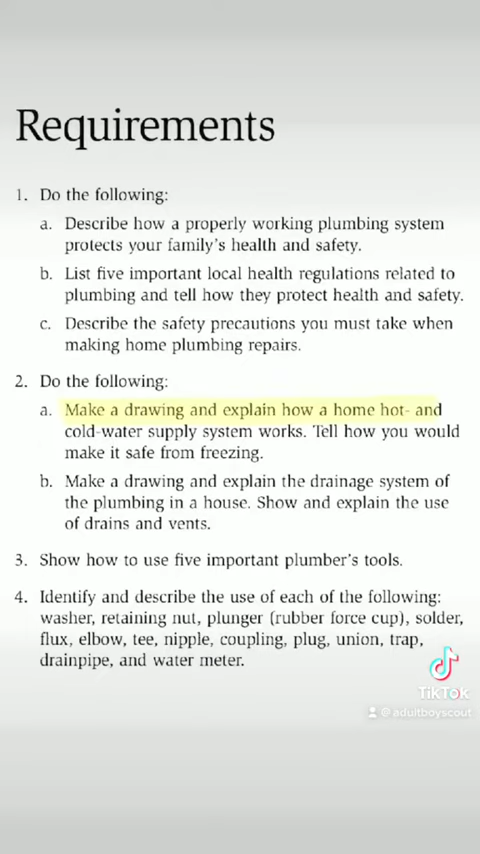 Requirements
1. Do the following:
a. Describe how a properly working plumbing system
protects your family's health and safety.
b. List five important local health regulations related to
plumbing and tell how they protect health and safety.
c. Describe the safety precautions you must take when
making home plumbing repairs.
2. Do the following:
a. Make a drawing and explain how a home hot- and
cold-water supply system works. Tell how you would
make it safe from freezing.
b. Make a drawing and explain the drainage system of
the plumbing in a house. Show and explain the use
of drains and vents.
3. Show how to use five important plumber's tools.
4. Identify and describe the use of each of the following:
washer, retaining nut, plunger (rubber force cup), solder,
flux, elbow, tee, nipple, coupling, plug, union, trap,
drainpipe, and water meter.
TikTok
@adultboyscout